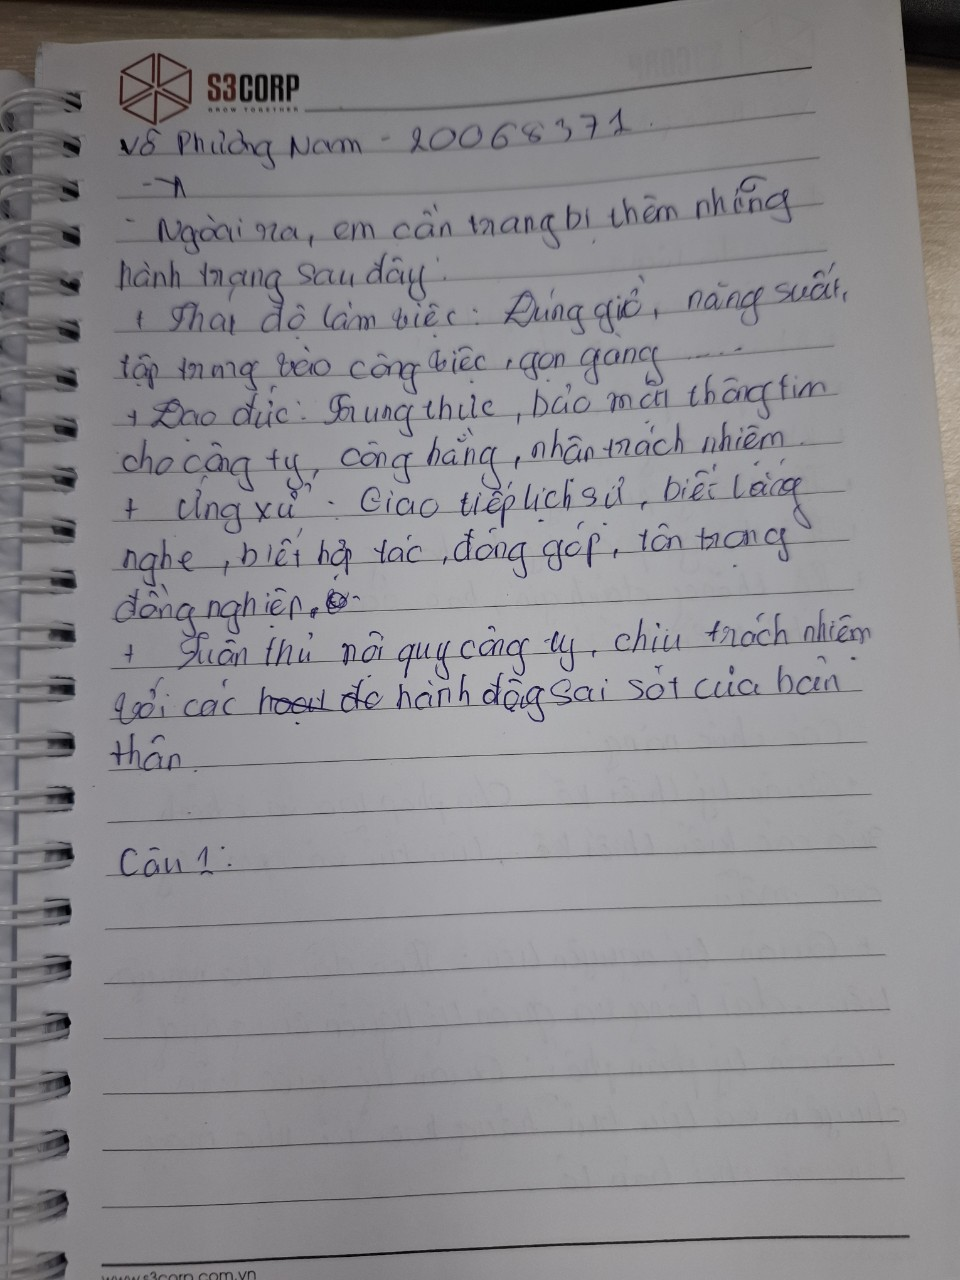 S3CORP
GROW TOGETHER
Võ Phương Nam - 20068371.
- Ngoài ra, em cần trang bị thêm những
hành trang sau đây:
+ Thái độ làm việc: Đúng giờ, năng suất,
tập trung vào công việc, gọn gàng .....
+ Đạo đức: Trung thực, bảo mật thông tin
cho công ty, công bằng, nhận trách nhiệm.
+ Ứng xử: Giao tiếp lịch sử, biết lắng
nghe, biết hợp tác, đóng góp, tôn trọng
đồng nghiệp.
+ Tuân thủ nội quy công ty, chịu trách nhiệm
với các hành động sai sót của bản
thân.
Câu 1:
www.s3corp.com.vn